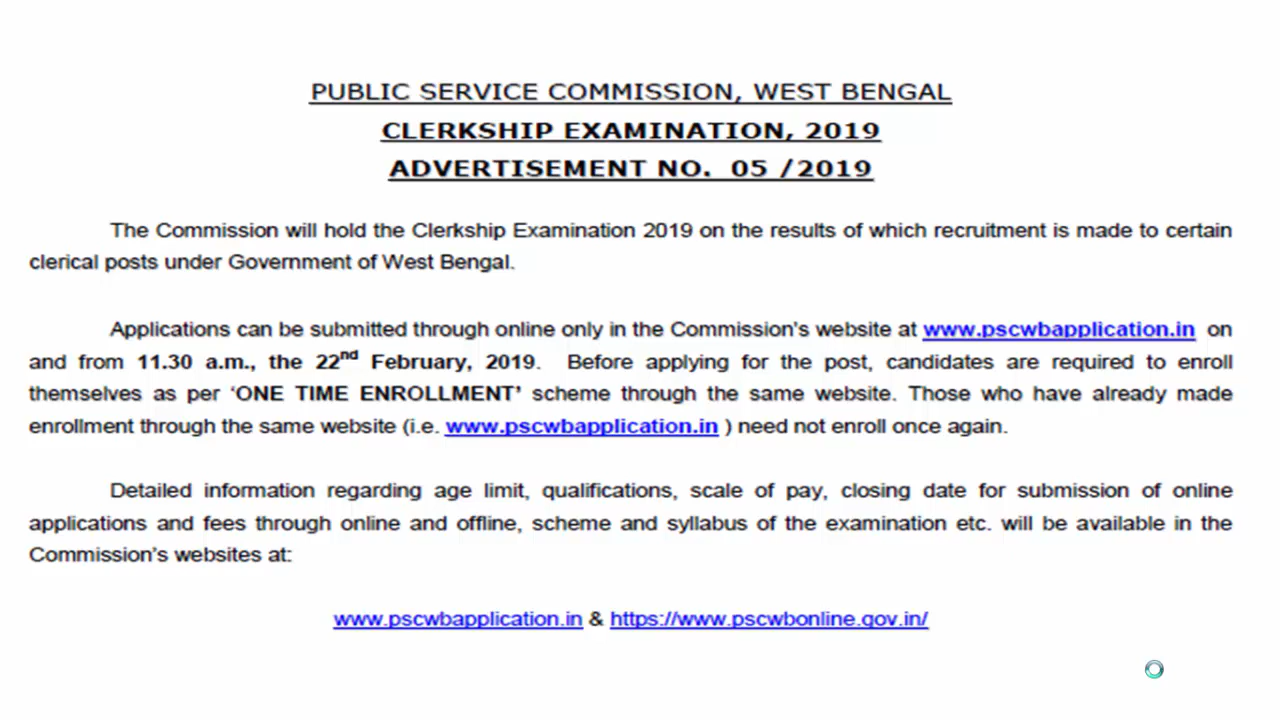 PUBLIC SERVICE COMMISSION, WEST BENGAL
CLERKSHIP EXAMINATION, 2019
ADVERTISEMENT NO. 05 /2019
The Commission will hold the Clerkship Examination 2019 on the results of which recruitment is made to certain
clerical posts under Government of West Bengal.
Applications can be submitted through online only in the Commission's website at www.pscwbapplication.in on
and from 11.30 a.m., the 22nd February, 2019. Before applying for the post, candidates are required to enroll
themselves as per ‘ONE TIME ENROLLMENT’ scheme through the same website. Those who have already made
enrollment through the same website (i.e. www.pscwbapplication.in ) need not enroll once again.
Detailed information regarding age limit, qualifications, scale of pay, closing date for submission of online
applications and fees through online and offline, scheme and syllabus of the examination etc. will be available in the
Commission's websites at:
www.pscwbapplication.in & https://www.pscwbonline.gov.in/